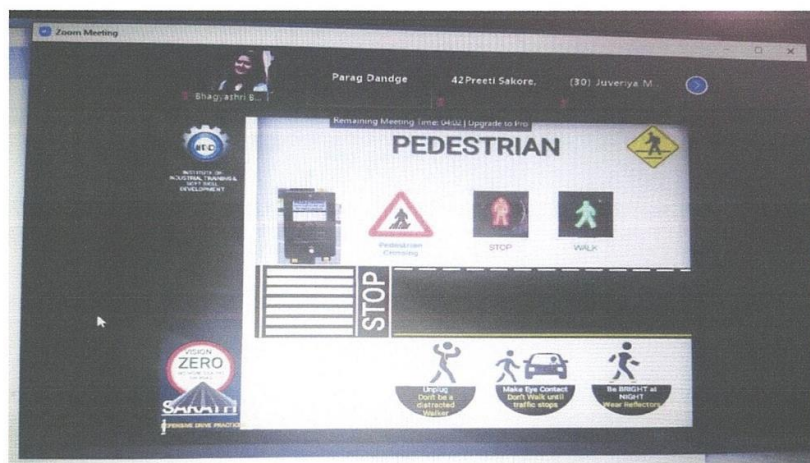 Zoom Meeting
Bhagyashri B...
Parag Dandge
42Preeti Sakore.
(30) Juveriya M...
Remaining Meeting Time: 04:02 | Upgrade to Pro
PEDESTRIAN
INSTITUTE OF
INDUSTRIAL TRAINING &
SOFT SKILL
DEVELOPMENT
Pedestrian
Crossing
STOP
WALK
STOP
VISION
ZERO
SARATHI
DEFENSIVE DRIVE PRACTICE
Unplug
Don't be a
distracted
Walker
Make Eye Contact
Don't Walk until
traffic stops
Be BRIGHT at
NIGHT
Wear Reflectors